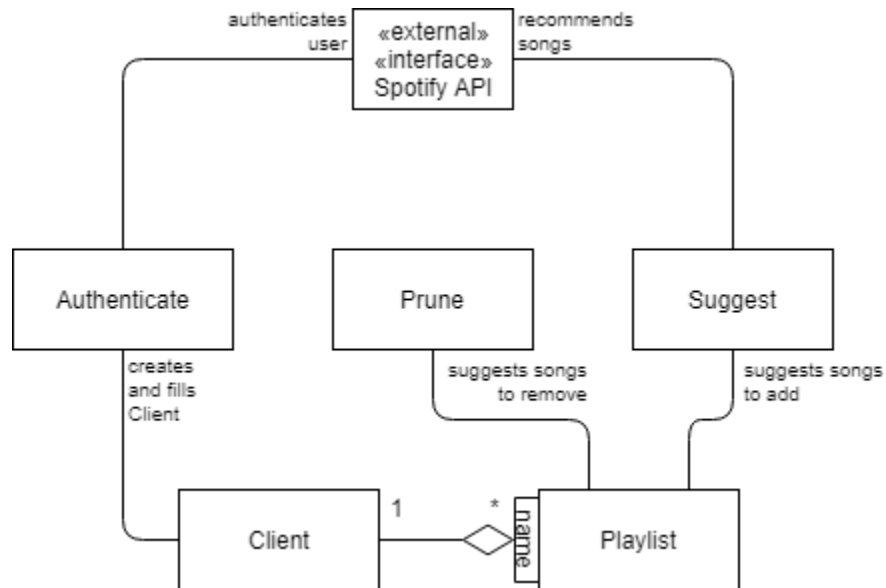 authenticates
user
«external»
«interface»
Spotify API
recommends
songs
Authenticate
Prune
Suggest
creates
and fills
Client
suggests songs
to remove
suggests songs
to add
Client
1
*
name
Playlist